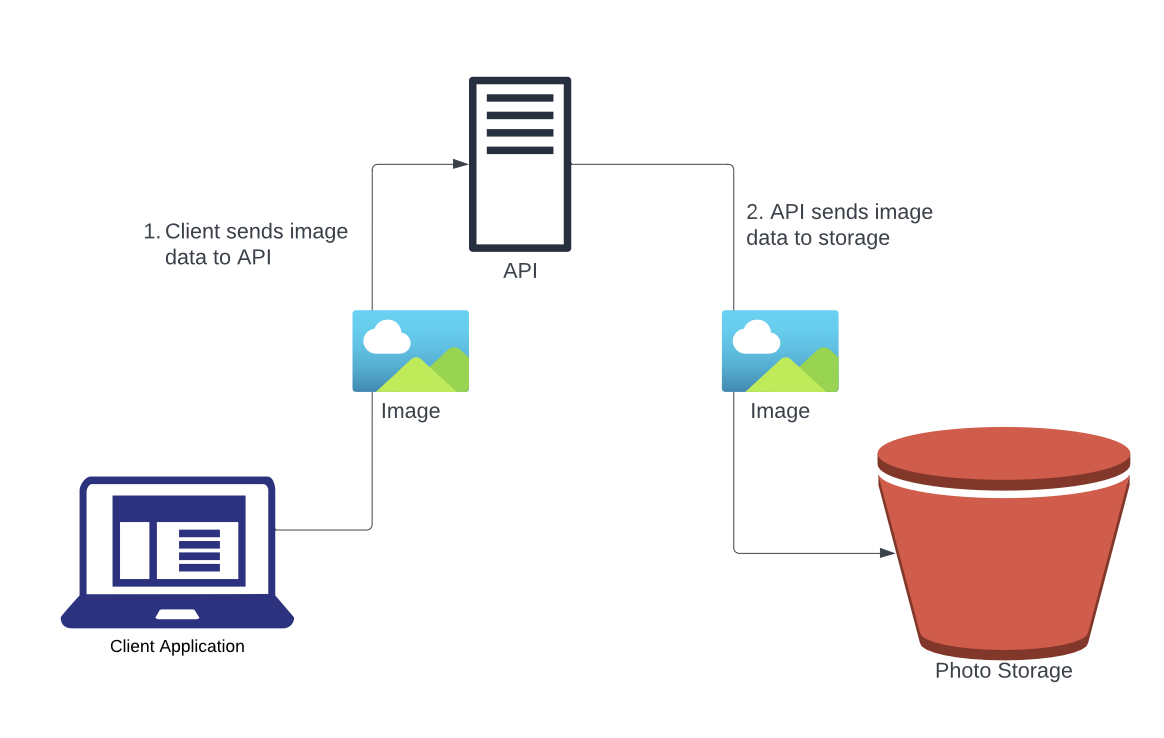 1. Client sends image
data to API
API
2. API sends image
data to storage
Image
Image
Client Application
Photo Storage